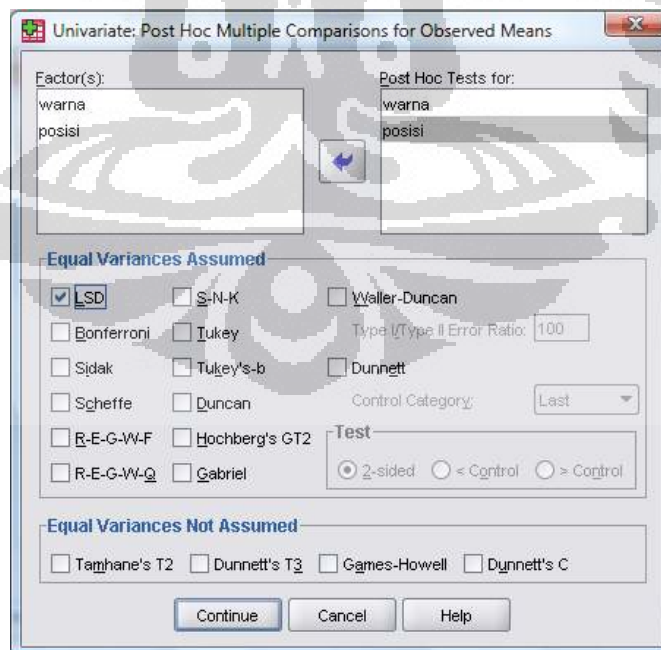 Univariate: Post Hoc Multiple Comparisons for Observed Means
Factor(s):
warna
posisi
Post Hoc Tests for:
warna
posisi
Equal Variances Assumed
LSD
S-N-K
Waller-Duncan
Bonferroni
Tukey
Type I/Type II Error Ratio: 100
Sidak
Tukey's-b
Dunnett
Scheffe
Duncan
Control Category: Last
R-E-G-W-F
Hochberg's GT2
Test
R-E-G-W-Q
Gabriel
2-sided
< Control
> Control
Equal Variances Not Assumed
Tamhane's T2
Dunnett's T3
Games-Howell
Dunnett's C
Continue
Cancel
Help